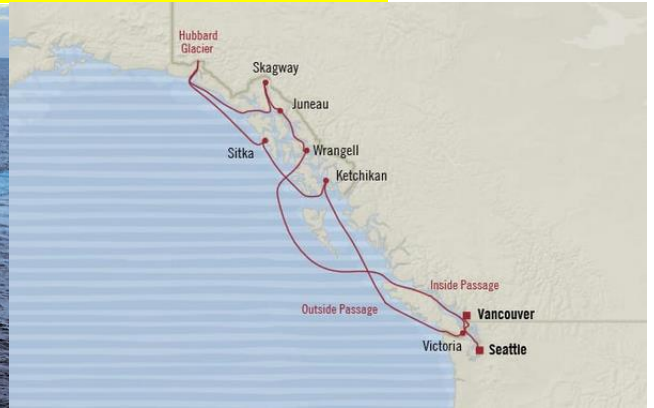 Hubbard
Glacier
Skagway
Juneau
Sitka
Wrangell
Ketchikan
Inside Passage
Outside Passage
Vancouver
Victoria
Seattle